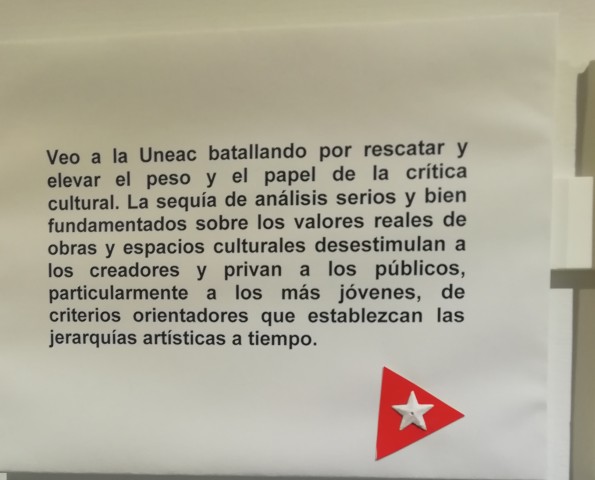 Veo a la Uneac batallando por rescatar y
elevar el peso y el papel de la crítica
cultural. La sequía de análisis serios y bien
fundamentados sobre los valores reales de
obras y espacios culturales desestimulan a
los creadores y privan a los públicos,
particularmente a los más jóvenes, de
criterios orientadores que establezcan las
jerarquías artísticas a tiempo.